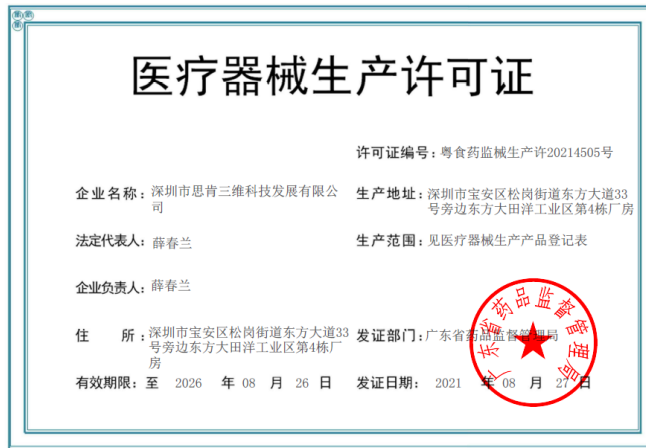 医疗器械生产许可证
许可证编号：粤食药监械生产许20214505号
企业名称：深圳市思肯三维科技发展有限公
司
生产地址：深圳市宝安区松岗街道东方大道33
号旁边东方大田洋工业区第4栋厂房
法定代表人：薛春兰
生产范围：见医疗器械生产产品登记表
企业负责人：薛春兰
住 所：深圳市宝安区松岗街道东方大道33
号旁边东方大田洋工业区第4栋厂
房
发证部门：广东省药品监督管理局
有效期限：至 2026 年 08 月 26 日
发证日期： 2021 年 08 月 27 日
广东省药品监督管理局